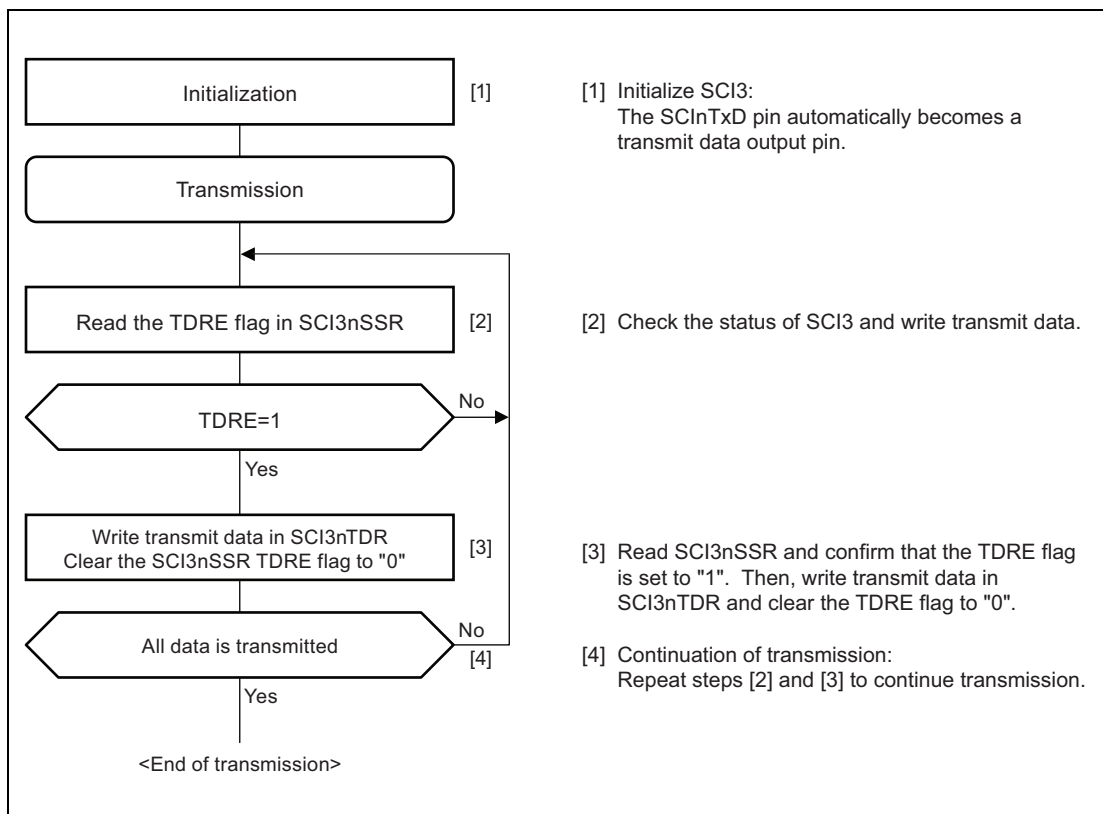 Initialization
[1]
[1] Initialize SCI3:
The SCInTxD pin automatically becomes a
transmit data output pin.
Transmission
Read the TDRE flag in SCI3nSSR
[2]
[2] Check the status of SCI3 and write transmit data.
TDRE=1
No
Yes
Write transmit data in SCI3nTDR
Clear the SCI3nSSR TDRE flag to "0"
[3]
[3] Read SCI3nSSR and confirm that the TDRE flag
is set to "1". Then, write transmit data in
SCI3nTDR and clear the TDRE flag to "0".
All data is transmitted
No
[4]
[4] Continuation of transmission:
Repeat steps [2] and [3] to continue transmission.
Yes
<End of transmission>